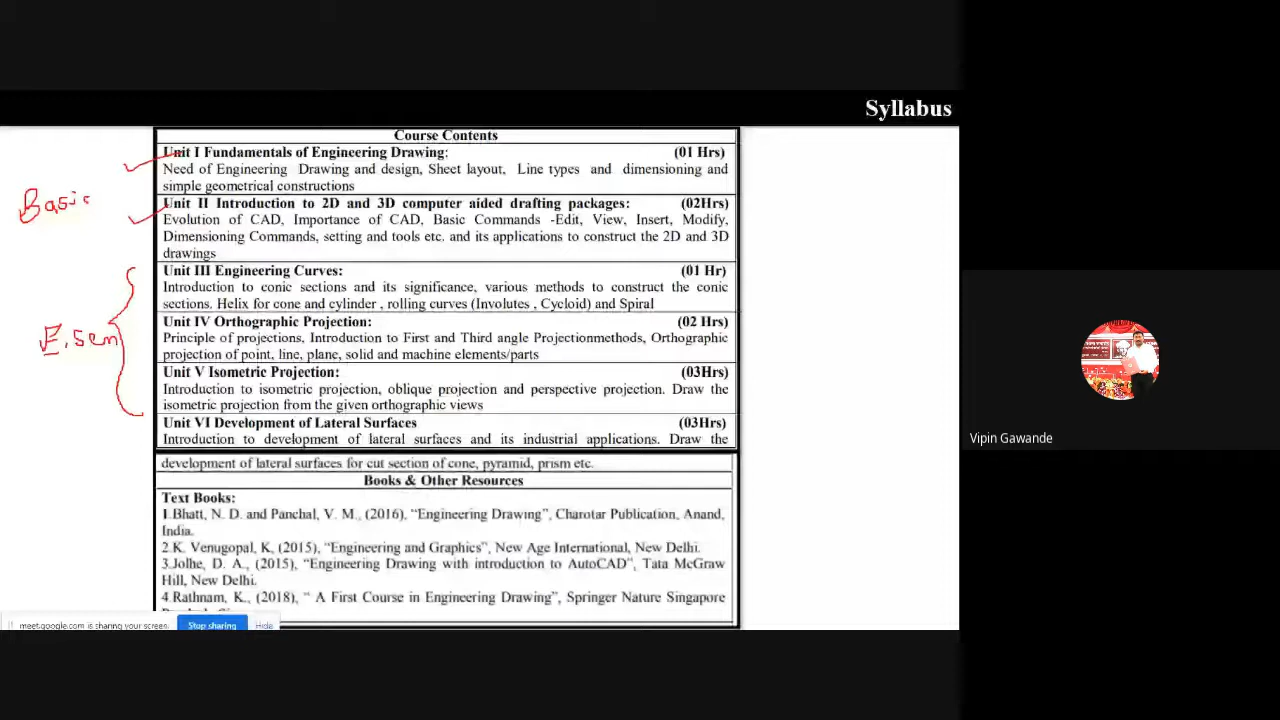 Syllabus
Course Contents
Unit I Fundamentals of Engineering Drawing: (01 Hrs)
Need of Engineering Drawing and design, Sheet layout, Line types and dimensioning and
simple geometrical constructions
Basic
Unit II Introduction to 2D and 3D computer aided drafting packages: (02Hrs)
Evolution of CAD, Importance of CAD, Basic Commands -Edit, View, Insert, Modify,
Dimensioning Commands, setting and tools etc. and its applications to construct the 2D and 3D
drawings
Unit III Engineering Curves: (01 Hr)
Introduction to conic sections and its significance, various methods to construct the conic
sections. Helix for cone and cylinder , rolling curves (Involutes , Cycloid) and Spiral
E. Sem
Unit IV Orthographic Projection: (02 Hrs)
Principle of projections, Introduction to First and Third angle Projectionmethods, Orthographic
projection of point, line, plane, solid and machine elements/parts
Unit V Isometric Projection: (03Hrs)
Introduction to isometric projection, oblique projection and perspective projection. Draw the
isometric projection from the given orthographic views
Unit VI Development of Lateral Surfaces (03Hrs)
Introduction to development of lateral surfaces and its industrial applications. Draw the
development of lateral surfaces for cut section of cone, pyramid, prism etc.
Books & Other Resources
Text Books:
1.Bhatt, N. D. and Panchal, V. M., (2016), “Engineering Drawing”, Charotar Publication, Anand,
India.
2.K. Venugopal, K, (2015), “Engineering and Graphics”, New Age International, New Delhi.
3.Jolhe, D. A., (2015), “Engineering Drawing with introduction to AutoCAD”, Tata McGraw
Hill, New Delhi.
4.Rathnam, K., (2018), “ A First Course in Engineering Drawing”, Springer Nature Singapore
meet.google.com is sharing your screen. Stop sharing Hide
Vipin Gawande